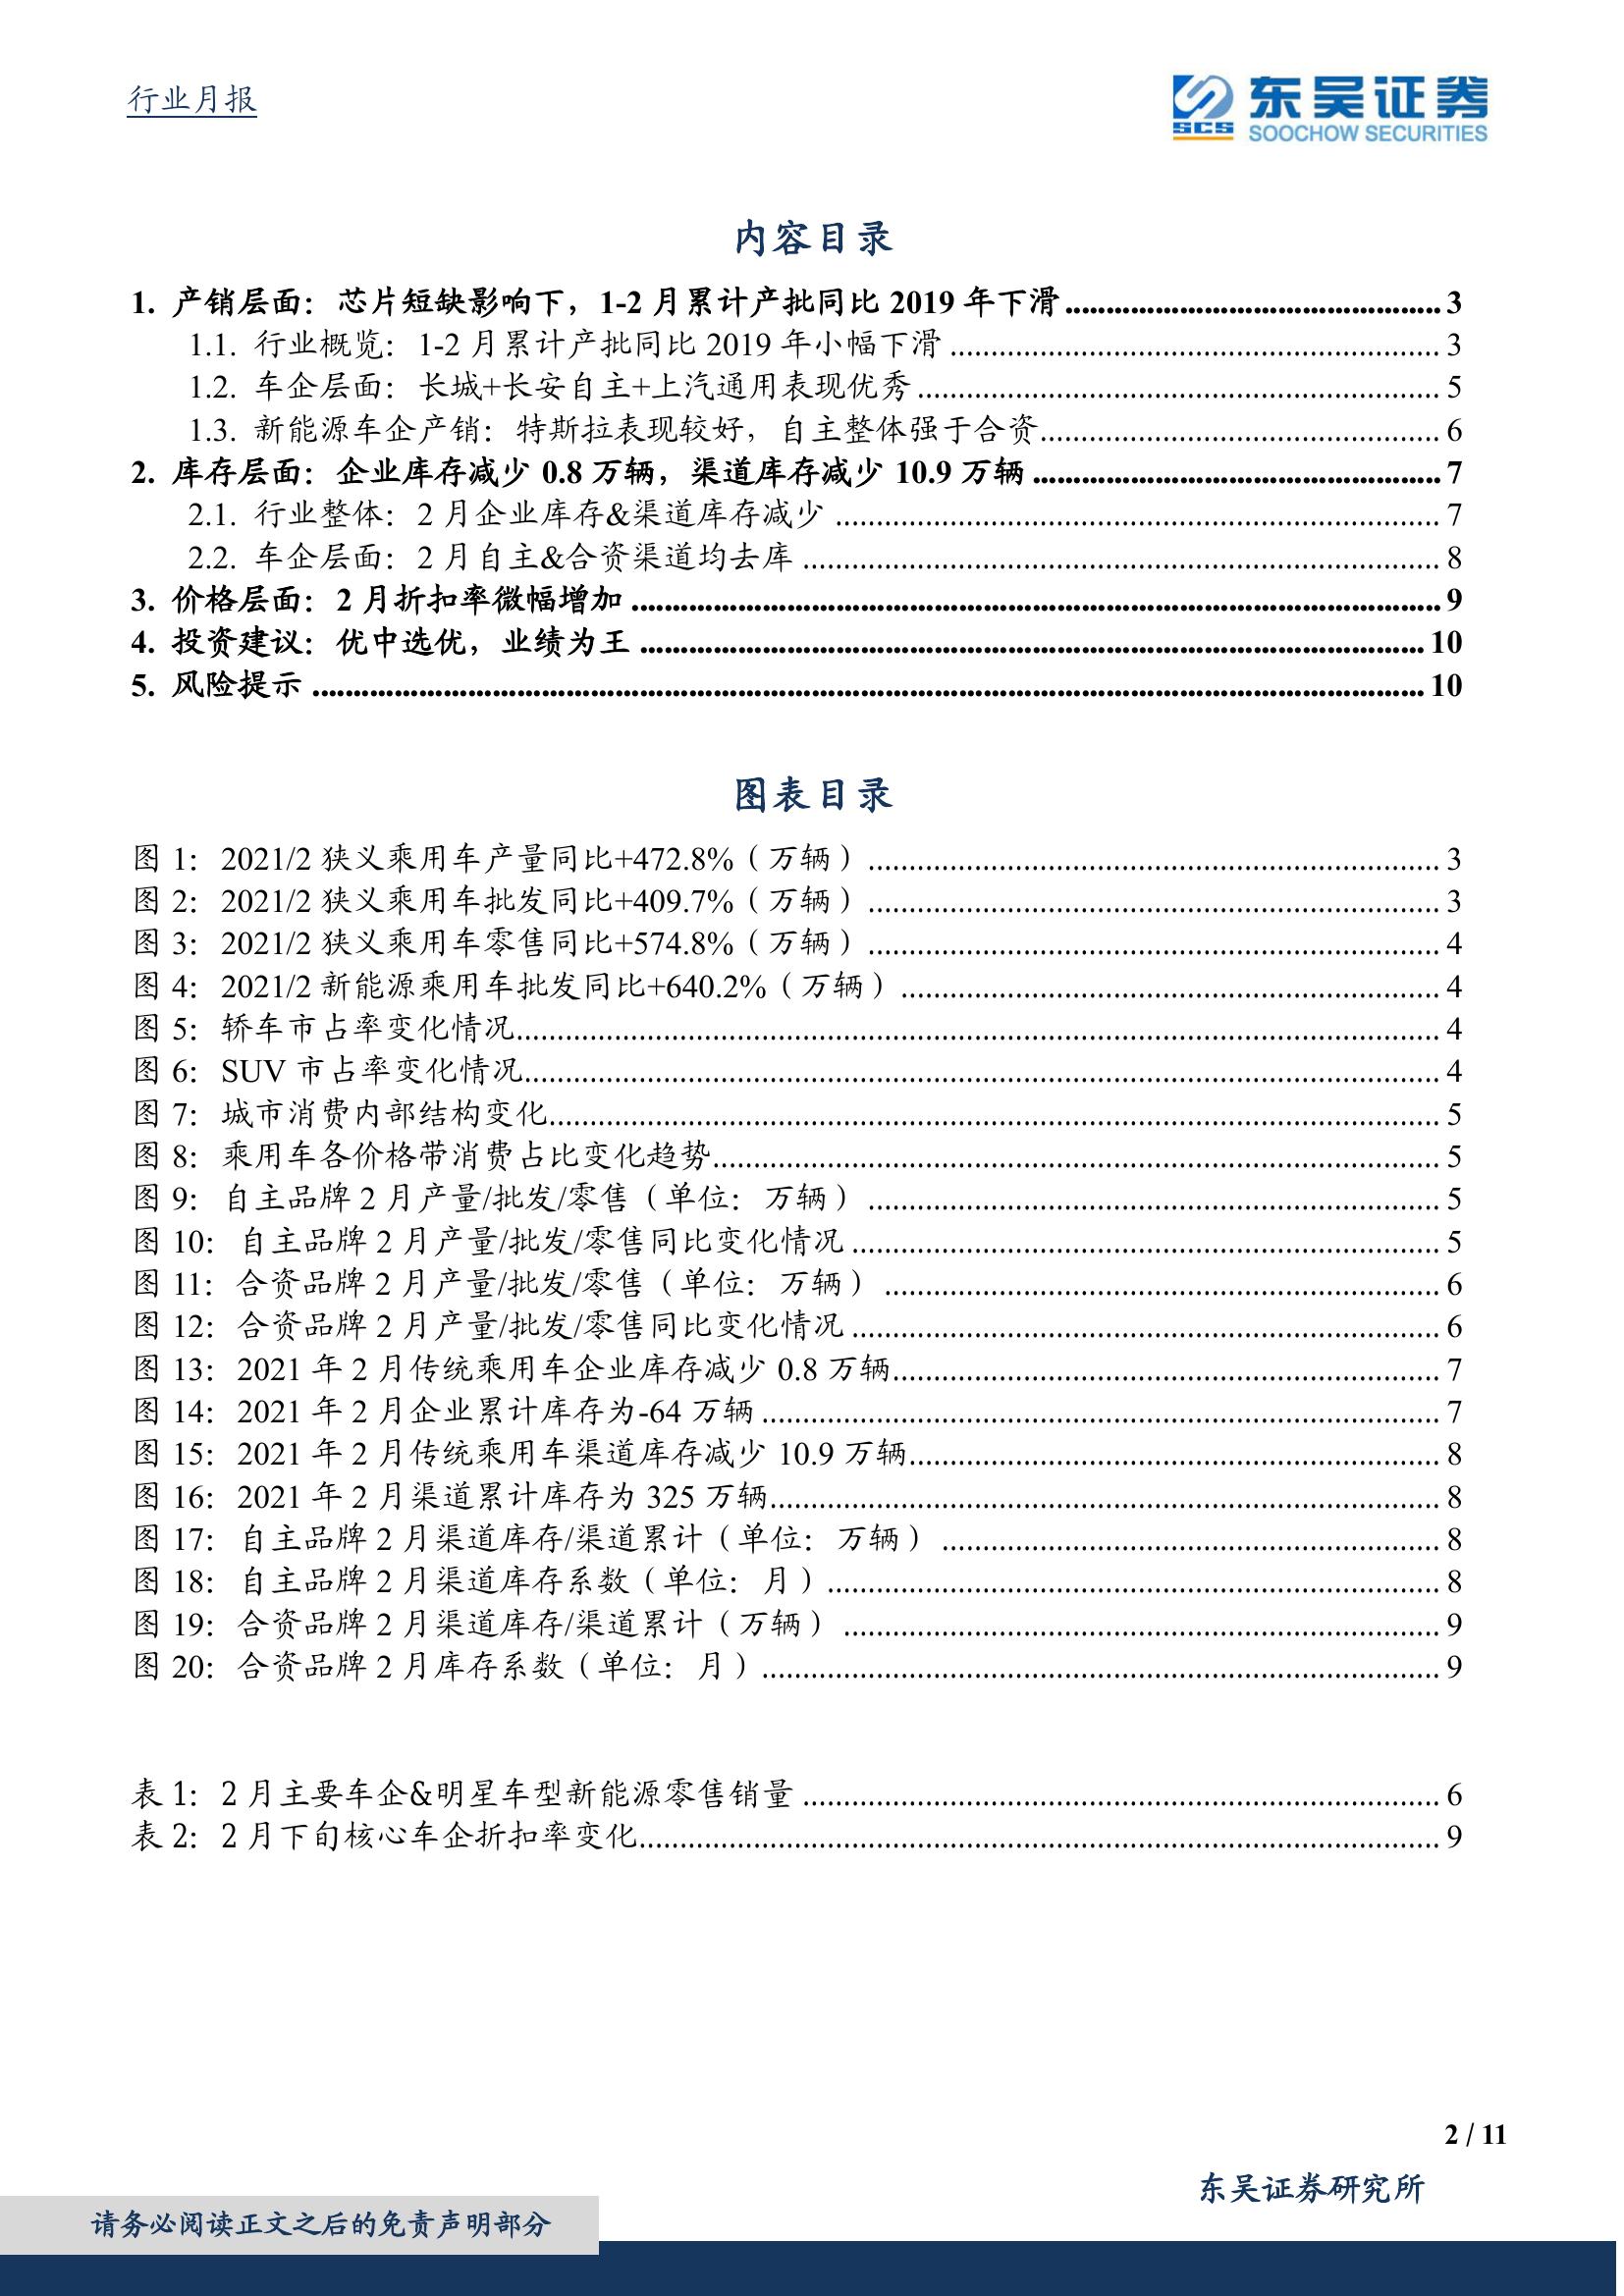 行业月报
东吴证券
SCS
SOOCHOW SECURITIES
内容目录
1. 产销层面：芯片短缺影响下，1-2 月累计产批同比 2019 年下滑 3
1.1. 行业概览：1-2 月累计产批同比 2019 年小幅下滑 3
1.2. 车企层面：长城+长安自主+上汽通用表现优秀 5
1.3. 新能源车企产销：特斯拉表现较好，自主整体强于合资 6
2. 库存层面：企业库存减少 0.8 万辆，渠道库存减少 10.9 万辆 7
2.1. 行业整体：2 月企业库存&渠道库存减少 7
2.2. 车企层面：2 月自主&合资渠道均去库 8
3. 价格层面：2 月折扣率微幅增加 9
4. 投资建议：优中选优，业绩为王 10
5. 风险提示 10
图表目录
图 1：2021/2 狭义乘用车产量同比+472.8%（万辆） 3
图 2：2021/2 狭义乘用车批发同比+409.7%（万辆） 3
图 3：2021/2 狭义乘用车零售同比+574.8%（万辆） 4
图 4：2021/2 新能源乘用车批发同比+640.2%（万辆） 4
图 5：轿车市占率变化情况 4
图 6：SUV 市占率变化情况 4
图 7：城市消费内部结构变化 5
图 8：乘用车各价格带消费占比变化趋势 5
图 9：自主品牌 2 月产量/批发/零售（单位：万辆） 5
图 10：自主品牌 2 月产量/批发/零售同比变化情况 5
图 11：合资品牌 2 月产量/批发/零售（单位：万辆） 6
图 12：合资品牌 2 月产量/批发/零售同比变化情况 6
图 13：2021 年 2 月传统乘用车企业库存减少 0.8 万辆 7
图 14：2021 年 2 月企业累计库存为-64 万辆 7
图 15：2021 年 2 月传统乘用车渠道库存减少 10.9 万辆 8
图 16：2021 年 2 月渠道累计库存为 325 万辆 8
图 17：自主品牌 2 月渠道库存/渠道累计（单位：万辆） 8
图 18：自主品牌 2 月渠道库存系数（单位：月） 8
图 19：合资品牌 2 月渠道库存/渠道累计（万辆） 9
图 20：合资品牌 2 月库存系数（单位：月） 9
表 1：2 月主要车企&明星车型新能源零售销量 6
表 2：2 月下旬核心车企折扣率变化 9
2 / 11
东吴证券研究所
请务必阅读正文之后的免责声明部分